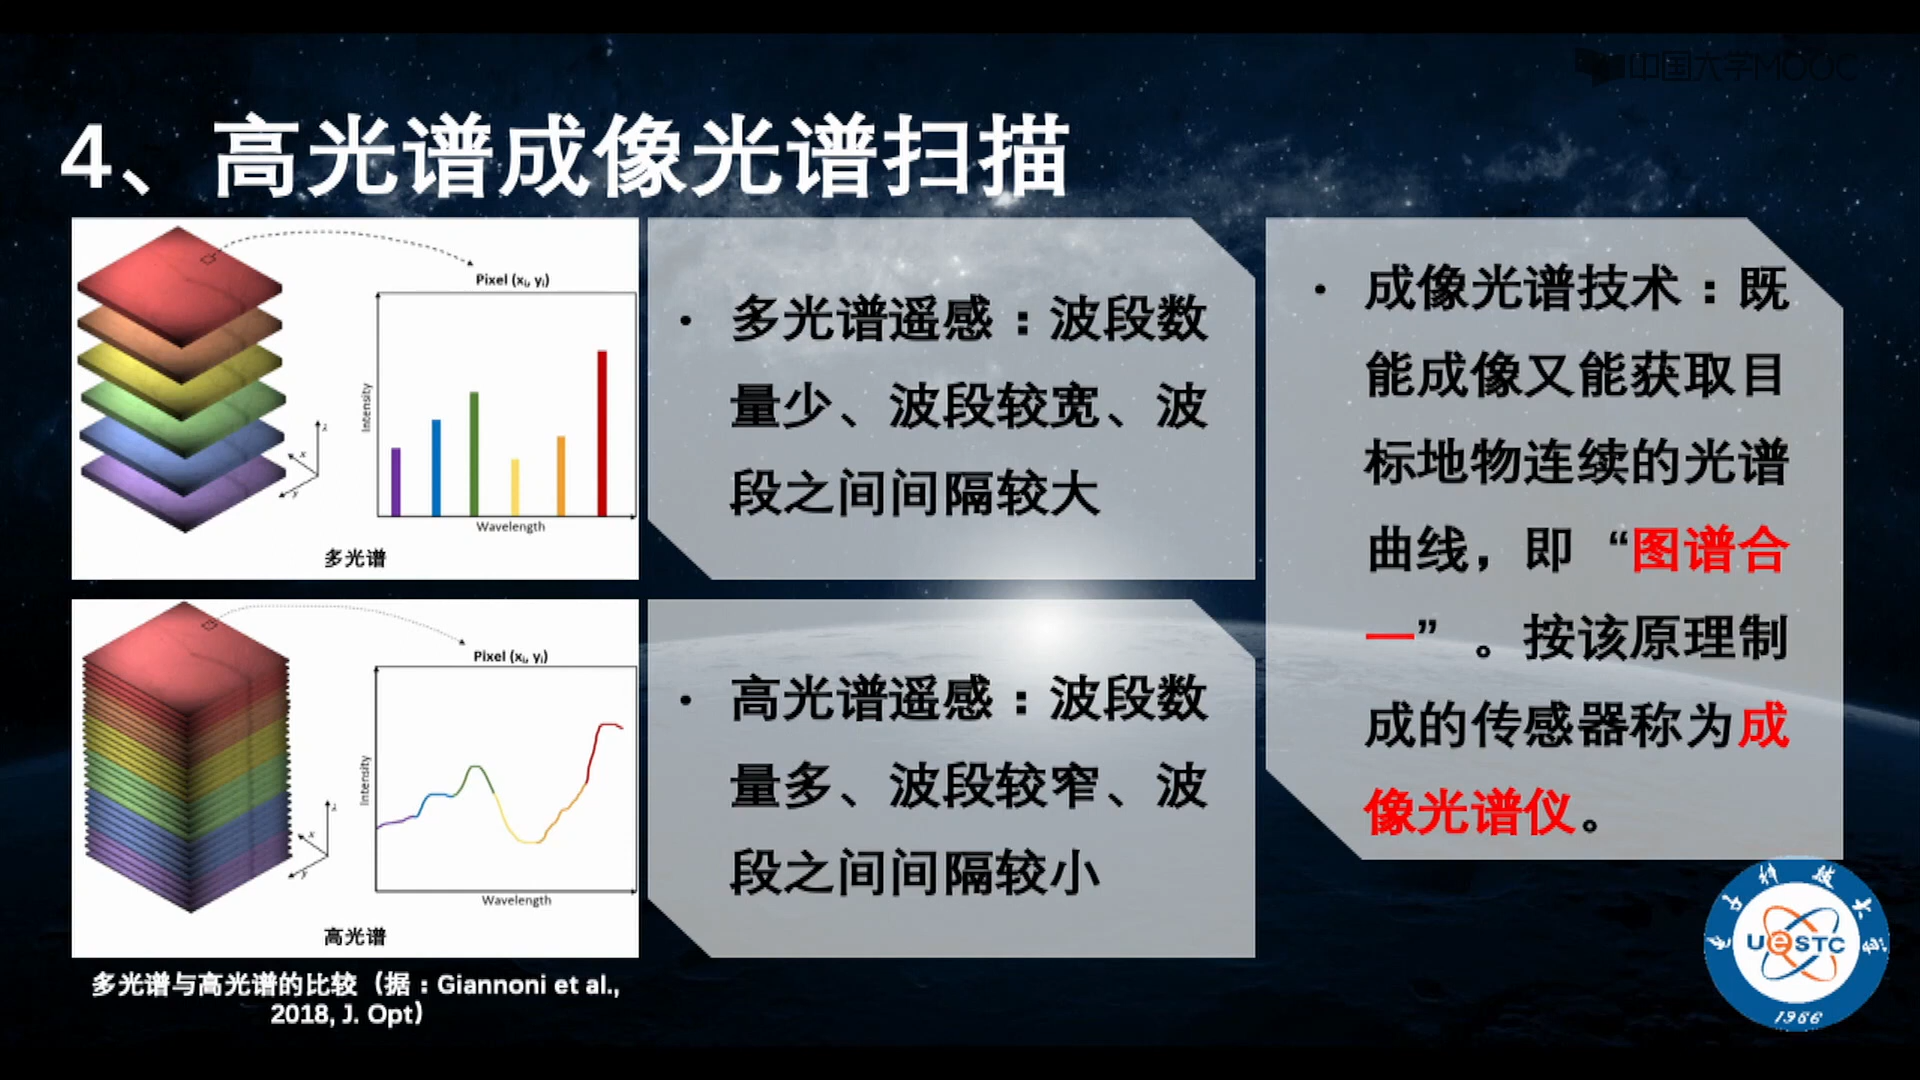 中国大学MOOC
4、高光谱成像光谱扫描
Pixel (xᵢ, yᵢ)
Intensity
Wavelength
λ
x
y
多光谱
• 多光谱遥感：波段数
量少、波段较宽、波
段之间间隔较大
Pixel (xᵢ, yᵢ)
Intensity
Wavelength
λ
x
y
高光谱
• 高光谱遥感：波段数
量多、波段较窄、波
段之间间隔较小
多光谱与高光谱的比较（据：Giannoni et al.,
2018, J. Opt）
• 成像光谱技术：既
能成像又能获取目
标地物连续的光谱
曲线，即“图谱合
一”。按该原理制
成的传感器称为成
像光谱仪。
电子科技大学
UeSTC
1956